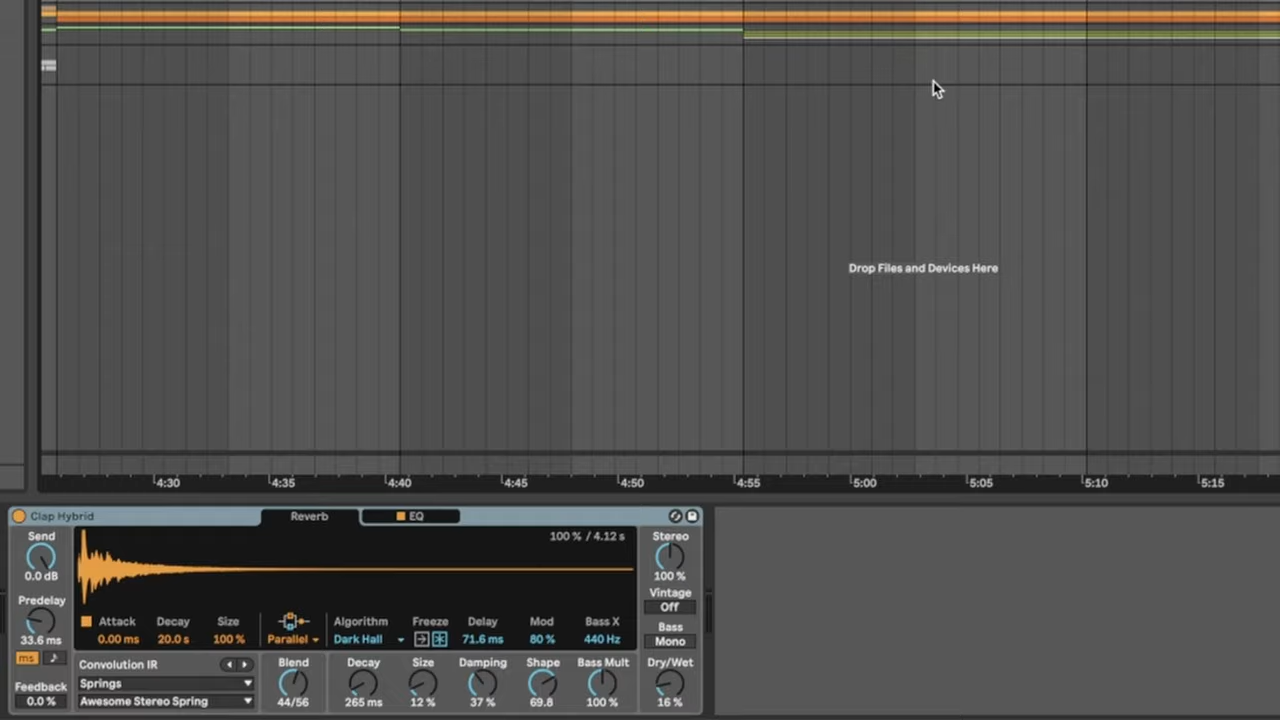 Drop Files and Devices Here
4:30 4:35 4:40 4:45 4:50 4:55 5:00 5:05 5:10 5:15
Clap Hybrid Reverb EQ
Send 100 % / 4.12 s Stereo
0.0 dB 100 %
Predelay Vintage
Off
Attack Decay Size Algorithm Freeze Delay Mod Bass X Bass
33.6 ms 0.00 ms 20.0 s 100 % Parallel Dark Hall 71.6 ms 80 % 440 Hz Mono
ms Convolution IR Blend Decay Size Damping Shape Bass Mult Dry/Wet
Feedback Springs
0.0 % Awesome Stereo Spring 44/56 265 ms 12 % 37 % 69.8 100 % 16 %